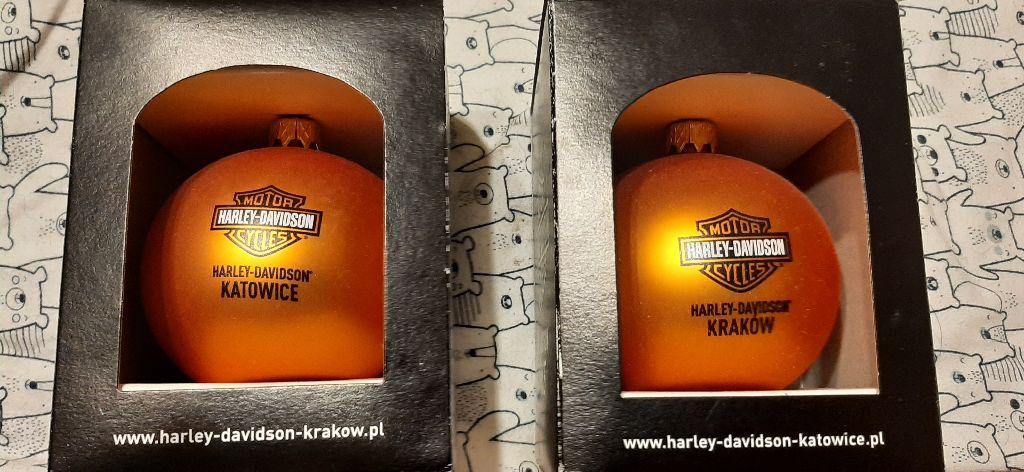 MOTOR
HARLEY-DAVIDSON
CYCLES
HARLEY-DAVIDSON
KATOWICE
www.harley-davidson-krakow.pl
MOTOR
HARLEY-DAVIDSON
CYCLES
HARLEY-DAVIDSON
KRAKÓW
www.harley-davidson-katowice.pl